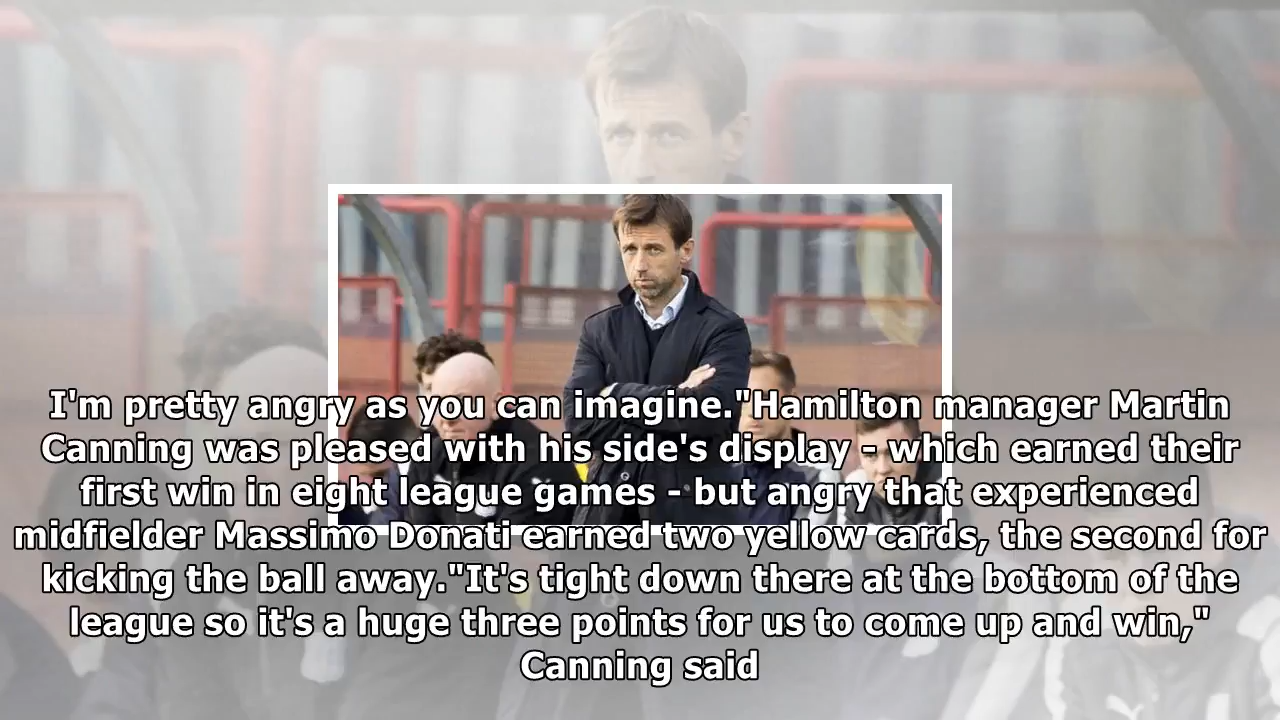 I'm pretty angry as you can imagine."Hamilton manager Martin
Canning was pleased with his side's display - which earned their
first win in eight league games - but angry that experienced
midfielder Massimo Donati earned two yellow cards, the second for
kicking the ball away."It's tight down there at the bottom of the
league so it's a huge three points for us to come up and win,"
Canning said